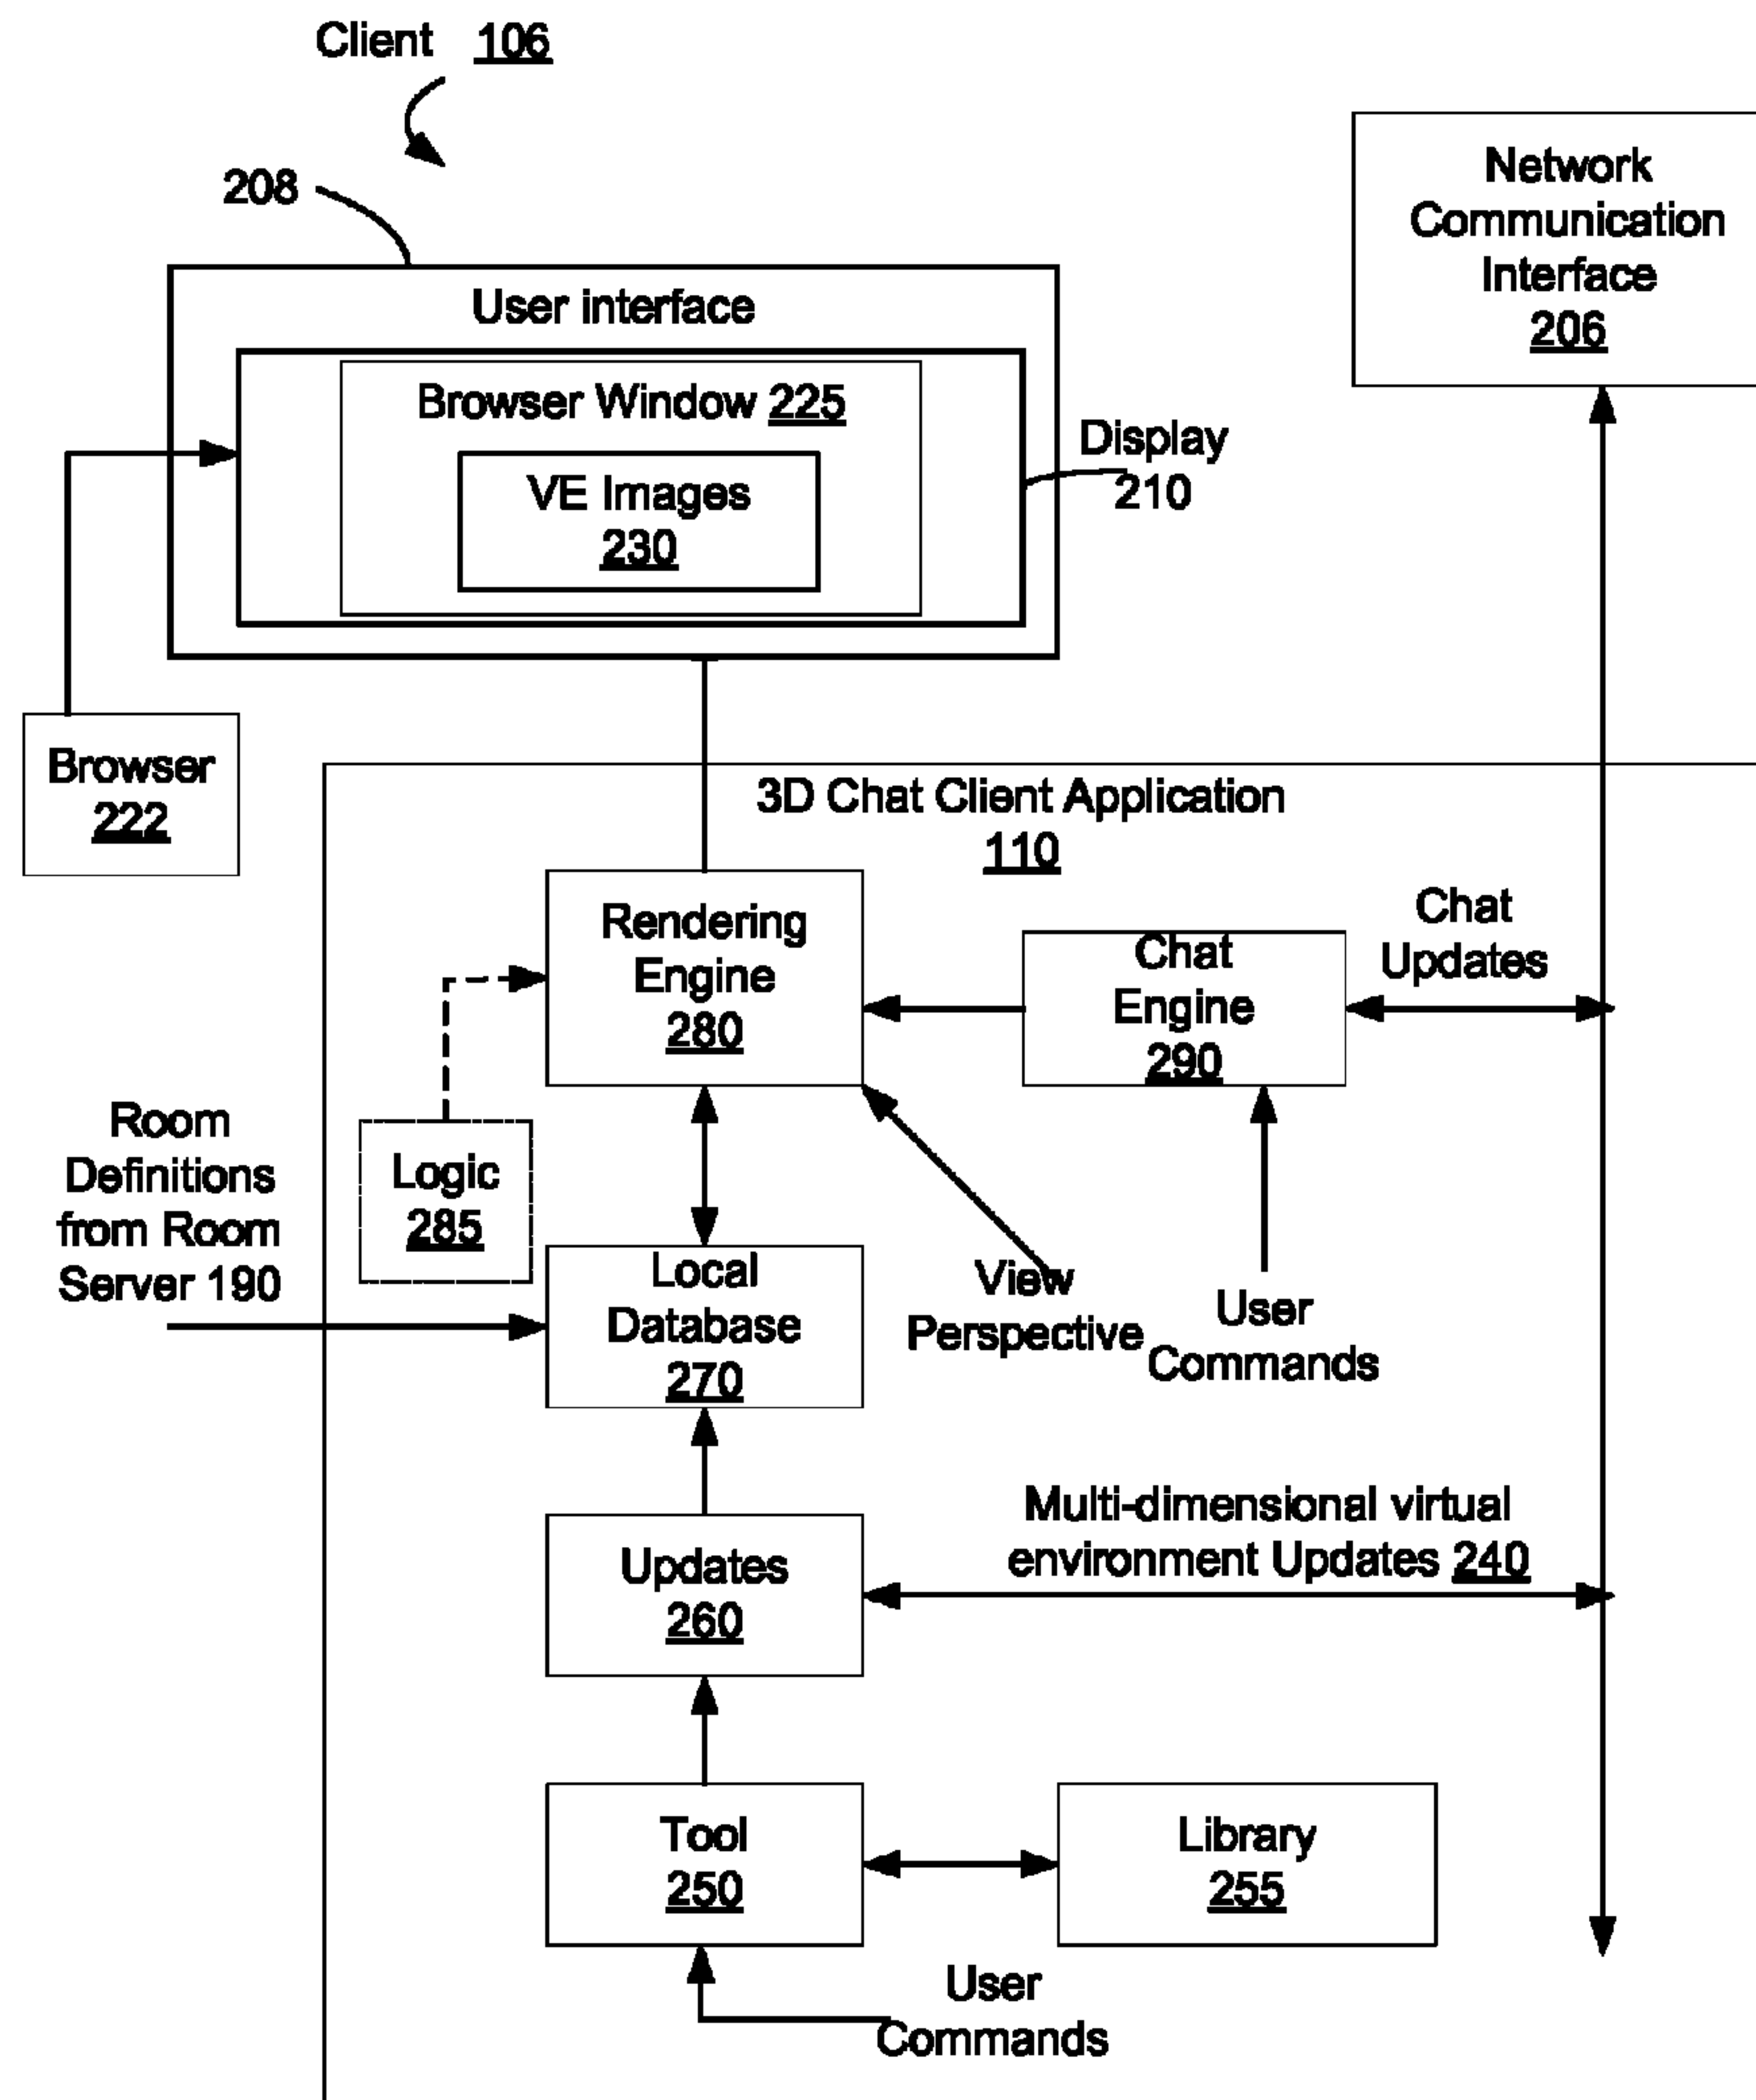 Client 106
208
Network
Communication
Interface
206
User interface
Browser Window 225
VE Images
230
Display
210
Browser
222
3D Chat Client Application
110
Rendering
Engine
280
Chat
Engine
290
Chat
Updates
Room
Definitions
from Room
Server 190
Logic
285
Local
Database
270
View
Perspective
User
Commands
Multi-dimensional virtual
environment Updates 240
Updates
260
Tool
250
Library
255
User
Commands